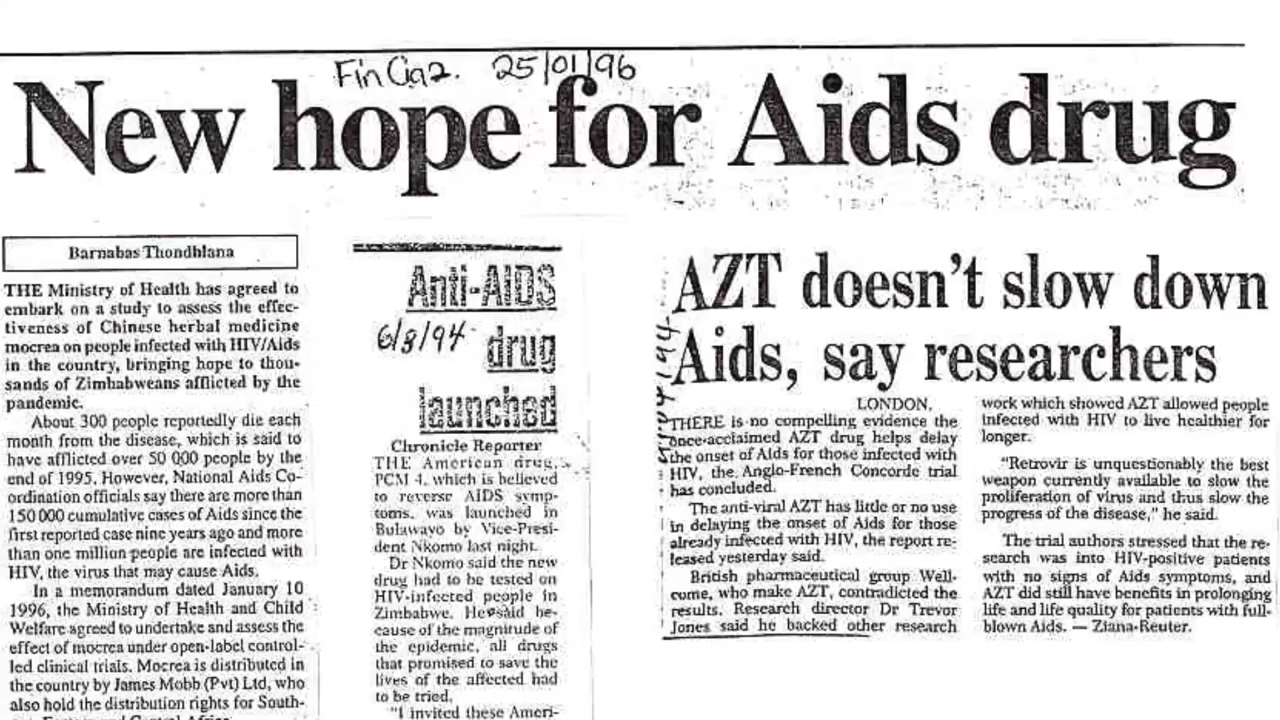 Fin Gaz. 25/01/96
New hope for Aids drug
Barnabas Thondhlana
THE Ministry of Health has agreed to
embark on a study to assess the effec-
tiveness of Chinese herbal medicine
mocrea on people infected with HIV/Aids
in the country, bringing hope to thou-
sands of Zimbabweans afflicted by the
pandemic.
About 300 people reportedly die each
month from the disease, which is said to
have afflicted over 50 000 people by the
end of 1995. However, National Aids Co-
ordination officials say there are more than
150 000 cumulative cases of Aids since the
first reported case nine years ago and more
than one million people are infected with
HIV, the virus that may cause Aids.
In a memorandum dated January 10
1996, the Ministry of Health and Child
Welfare agreed to undertake and assess the
effect of mocrea under open-label control-
led clinical trials. Mocrea is distributed in
the country by James Mobb (Pvt) Ltd, who
also hold the distribution rights for South-
Eastern and Central Africa
Anti-AIDS
6/8/94
drug
launched
Chronicle Reporter
THE American drug,
PCM 4, which is believed
to reverse AIDS symp-
toms, was launched in
Bulawayo by Vice-Presi-
dent Nkomo last night.
Dr Nkomo said the new
drug had to be tested on
HIV-infected people in
Zimbabwe. He said be-
cause of the magnitude of
the epidemic, all drugs
that promised to save the
lives of the affected had
to be tried.
"I invited these Ameri-
AZT doesn't slow down
Aids, say researchers
LONDON.
THERE is no compelling evidence the
once-acclaimed AZT drug helps delay
the onset of Aids for those infected with
HIV, the Anglo-French Concorde trial
has concluded.
The anti-viral AZT has little or no use
in delaying the onset of Aids for those
already infected with HIV, the report re-
leased yesterday said.
British pharmaceutical group Well-
come, who make AZT, contradicted the
results. Research director Dr Trevor
Jones said he backed other research
work which showed AZT allowed people
infected with HIV to live healthier for
longer.
"Retrovir is unquestionably the best
weapon currently available to slow the
proliferation of virus and thus slow the
progress of the disease," he said.
The trial authors stressed that the re-
search was into HIV-positive patients
with no signs of Aids symptoms, and
AZT did still have benefits in prolonging
life and life quality for patients with full-
blown Aids. — Ziana-Reuter.